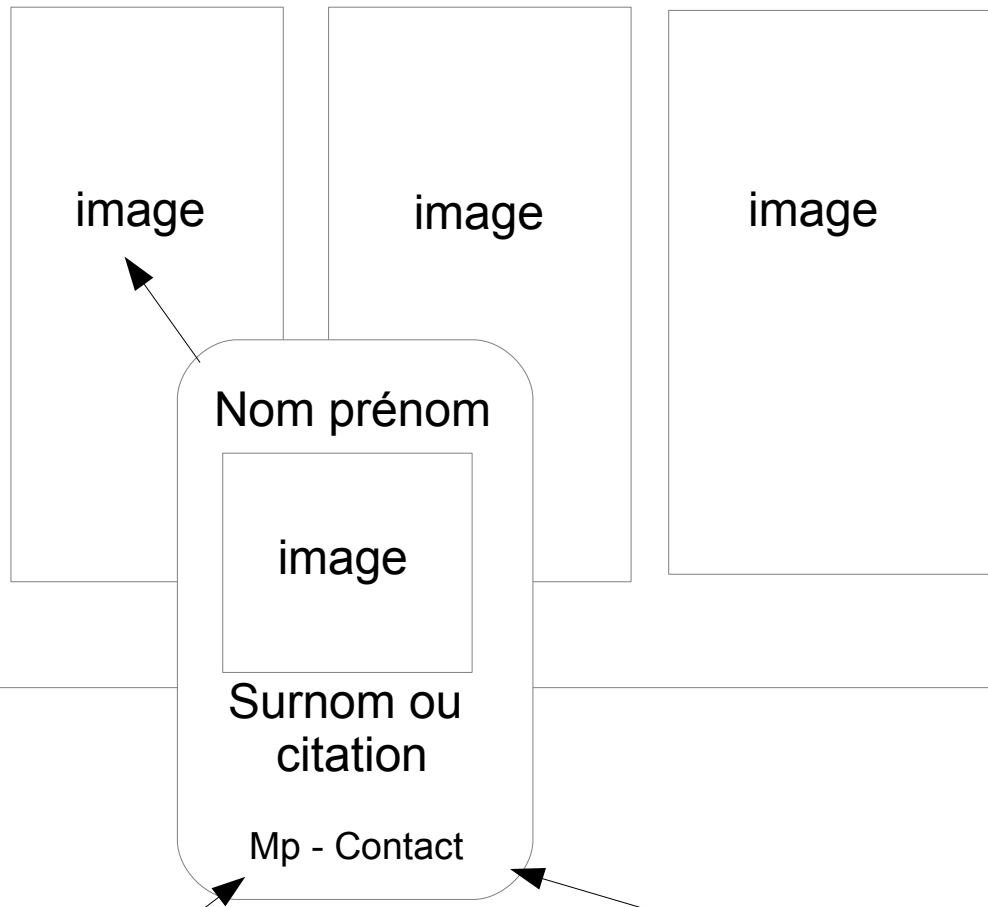 image
image
image
Nom prénom
image
Surnom ou
citation
Mp - Contact